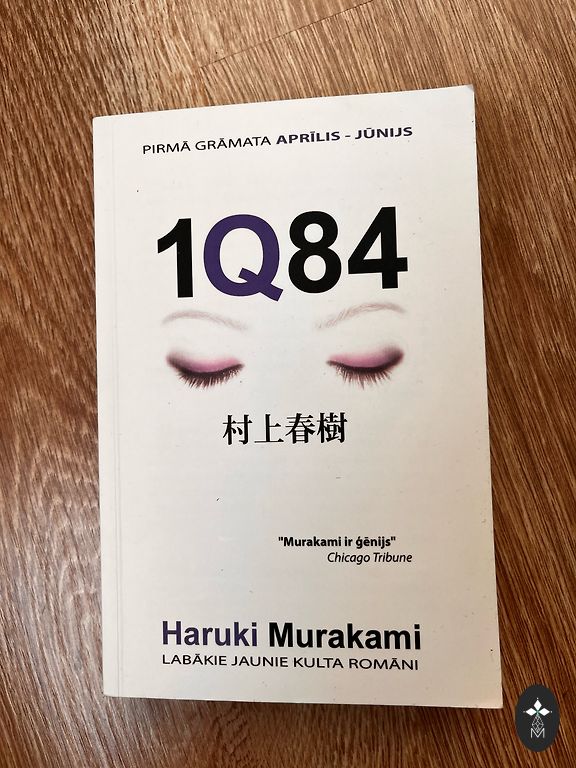 PIRMĀ GRĀMATA APRĪLIS - JŪNIJS
1Q84
村上春樹
"Murakami ir ģēnijs"
Chicago Tribune
Haruki Murakami
LABĀKIE JAUNIE KULTA ROMĀNI
M